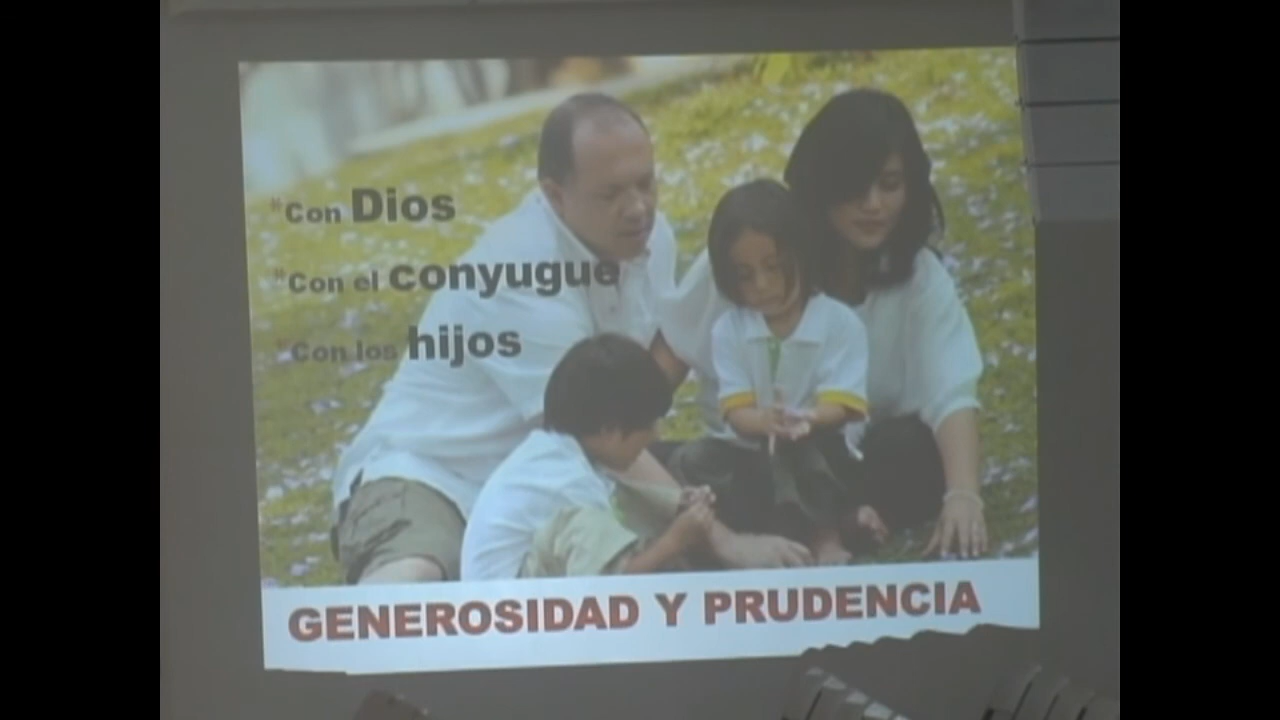 *Con Dios
*Con el conyugue
*Con los hijos
GENEROSIDAD Y PRUDENCIA